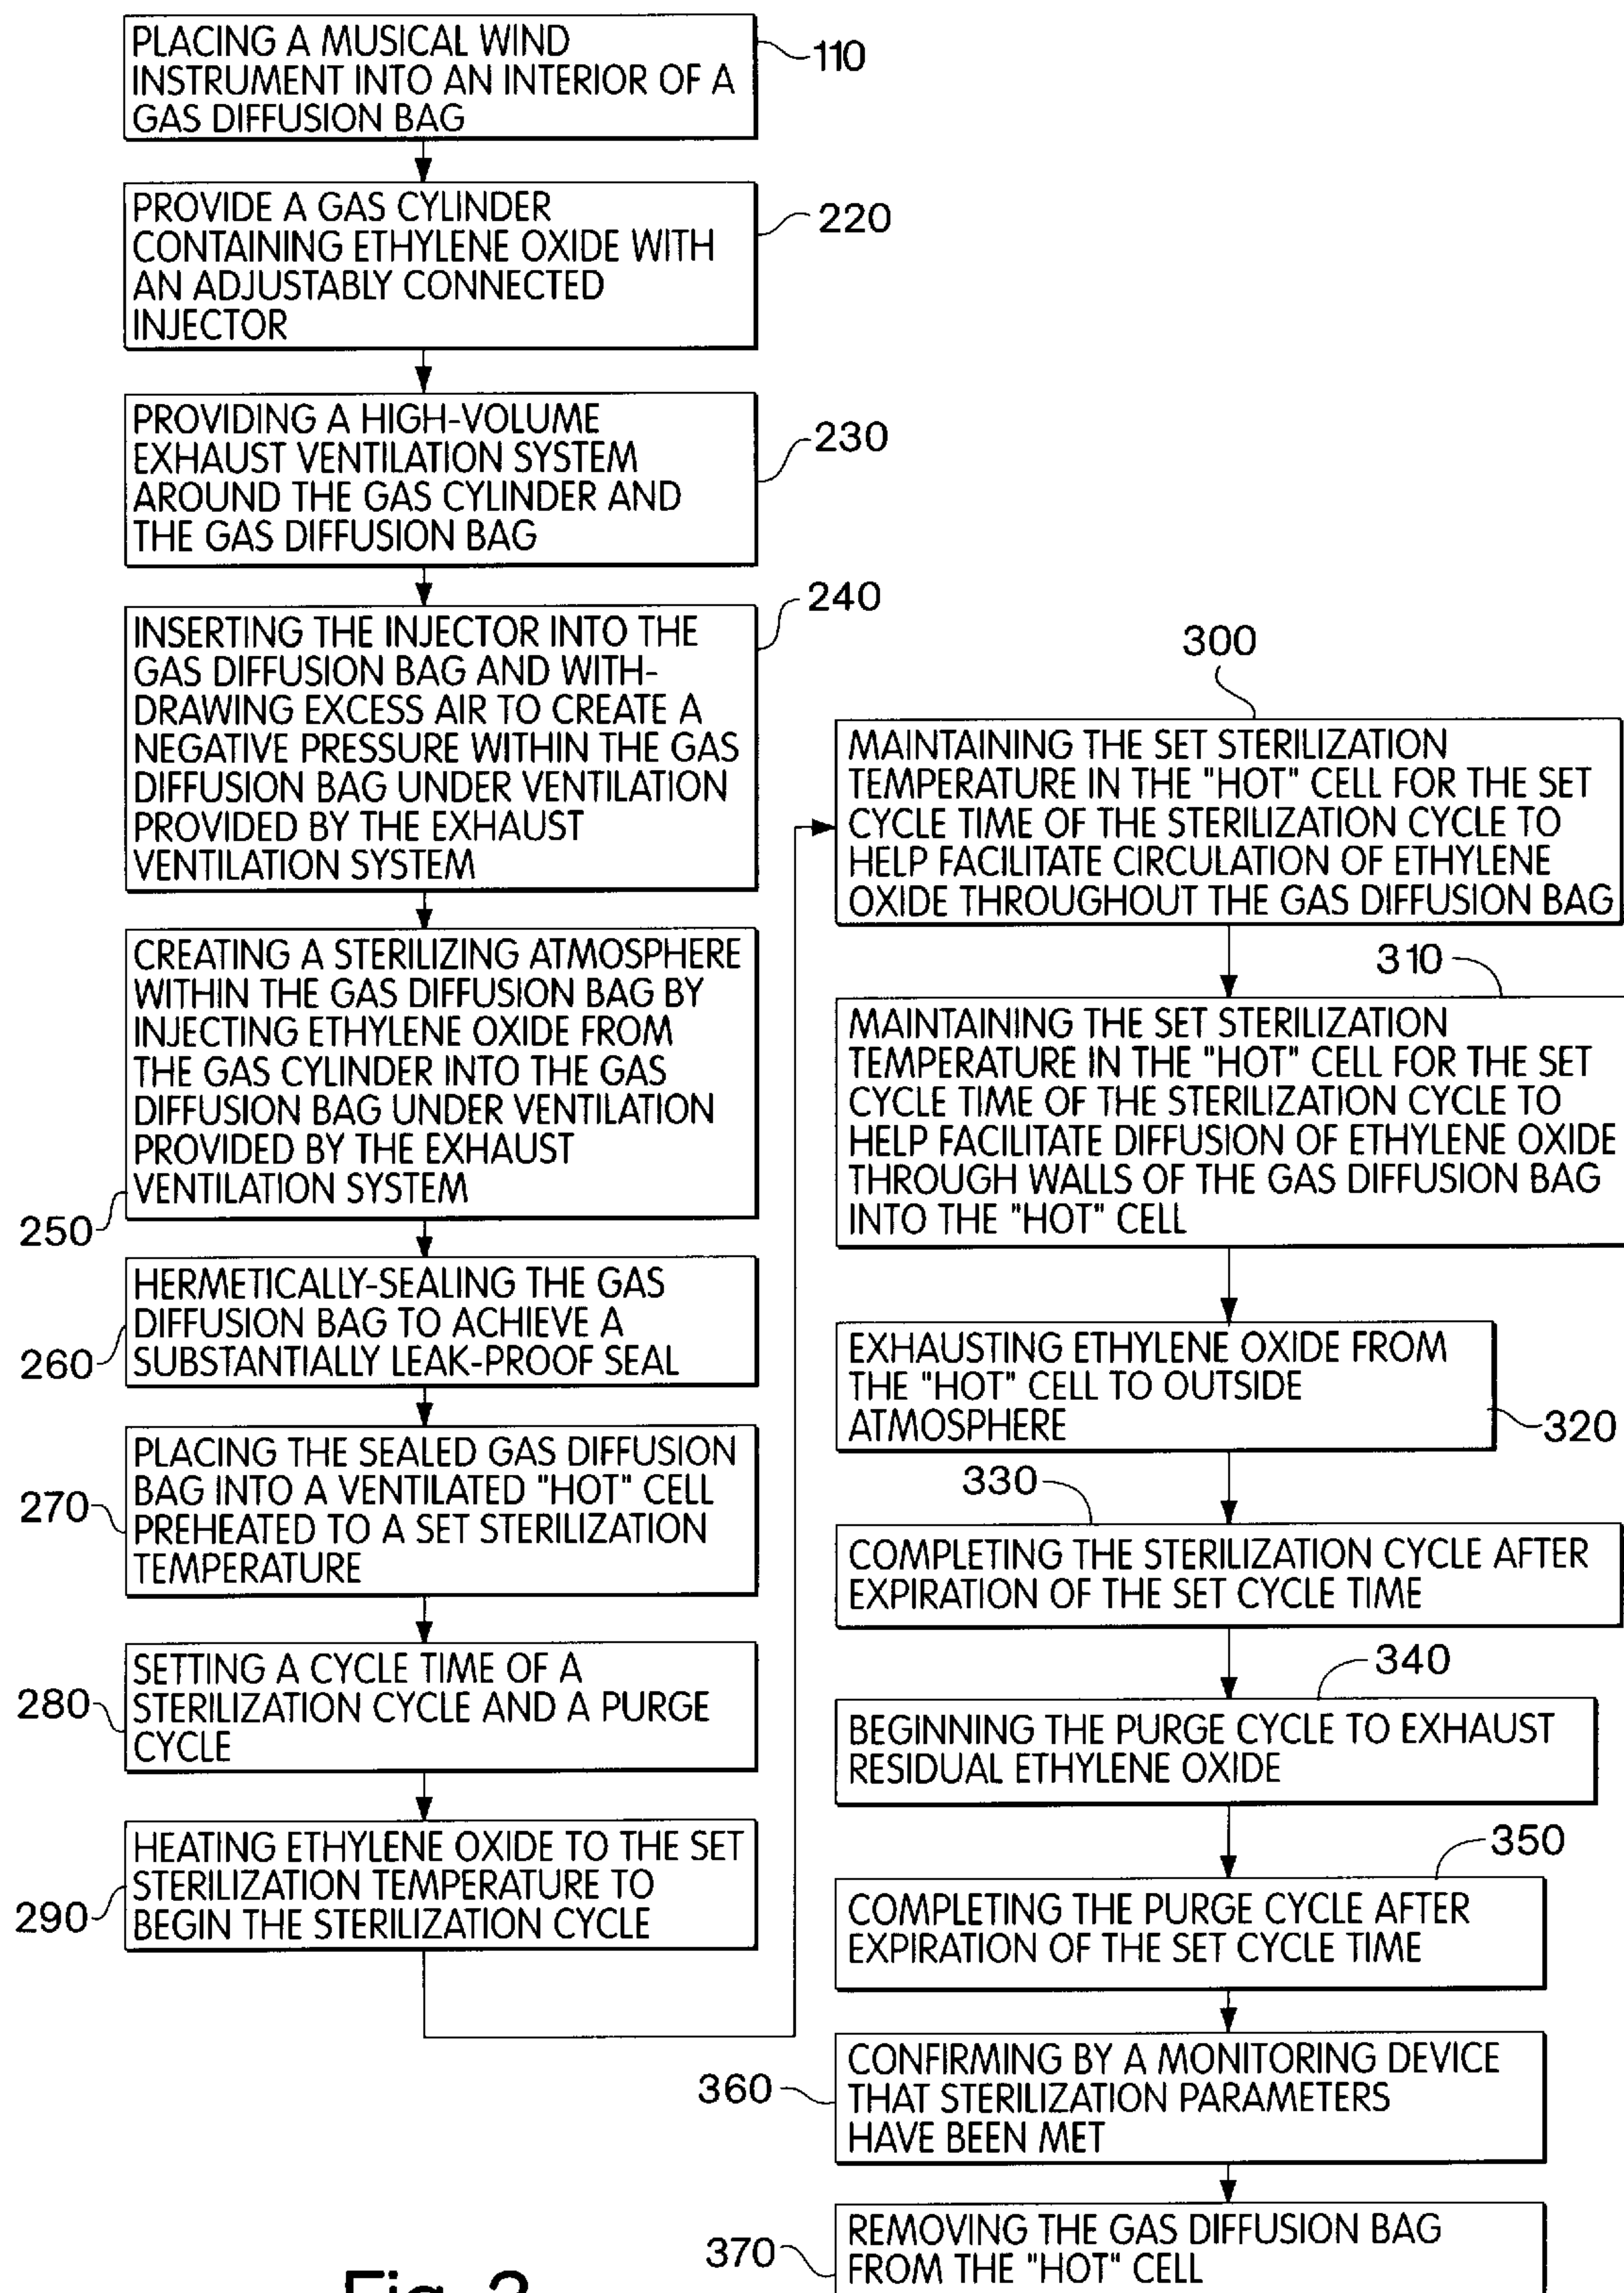 PLACING A MUSICAL WIND
INSTRUMENT INTO AN INTERIOR OF A
GAS DIFFUSION BAG
110
PROVIDE A GAS CYLINDER
CONTAINING ETHYLENE OXIDE WITH
AN ADJUSTABLY CONNECTED
INJECTOR
220
PROVIDING A HIGH-VOLUME
EXHAUST VENTILATION SYSTEM
AROUND THE GAS CYLINDER AND
THE GAS DIFFUSION BAG
230
INSERTING THE INJECTOR INTO THE
GAS DIFFUSION BAG AND WITH-
DRAWING EXCESS AIR TO CREATE A
NEGATIVE PRESSURE WITHIN THE GAS
DIFFUSION BAG UNDER VENTILATION
PROVIDED BY THE EXHAUST
VENTILATION SYSTEM
240
CREATING A STERILIZING ATMOSPHERE
WITHIN THE GAS DIFFUSION BAG BY
INJECTING ETHYLENE OXIDE FROM
THE GAS CYLINDER INTO THE GAS
DIFFUSION BAG UNDER VENTILATION
PROVIDED BY THE EXHAUST
VENTILATION SYSTEM
250
HERMETICALLY-SEALING THE GAS
DIFFUSION BAG TO ACHIEVE A
SUBSTANTIALLY LEAK-PROOF SEAL
260
PLACING THE SEALED GAS DIFFUSION
BAG INTO A VENTILATED "HOT" CELL
PREHEATED TO A SET STERILIZATION
TEMPERATURE
270
SETTING A CYCLE TIME OF A
STERILIZATION CYCLE AND A PURGE
CYCLE
280
HEATING ETHYLENE OXIDE TO THE SET
STERILIZATION TEMPERATURE TO
BEGIN THE STERILIZATION CYCLE
290
300
MAINTAINING THE SET STERILIZATION
TEMPERATURE IN THE "HOT" CELL FOR THE SET
CYCLE TIME OF THE STERILIZATION CYCLE TO
HELP FACILITATE CIRCULATION OF ETHYLENE
OXIDE THROUGHOUT THE GAS DIFFUSION BAG
310
MAINTAINING THE SET STERILIZATION
TEMPERATURE IN THE "HOT" CELL FOR THE SET
CYCLE TIME OF THE STERILIZATION CYCLE TO
HELP FACILITATE DIFFUSION OF ETHYLENE OXIDE
THROUGH WALLS OF THE GAS DIFFUSION BAG
INTO THE "HOT" CELL
EXHAUSTING ETHYLENE OXIDE FROM
THE "HOT" CELL TO OUTSIDE
ATMOSPHERE
320
330
COMPLETING THE STERILIZATION CYCLE AFTER
EXPIRATION OF THE SET CYCLE TIME
340
BEGINNING THE PURGE CYCLE TO EXHAUST
RESIDUAL ETHYLENE OXIDE
350
COMPLETING THE PURGE CYCLE AFTER
EXPIRATION OF THE SET CYCLE TIME
360
CONFIRMING BY A MONITORING DEVICE
THAT STERILIZATION PARAMETERS
HAVE BEEN MET
370
REMOVING THE GAS DIFFUSION BAG
FROM THE "HOT" CELL